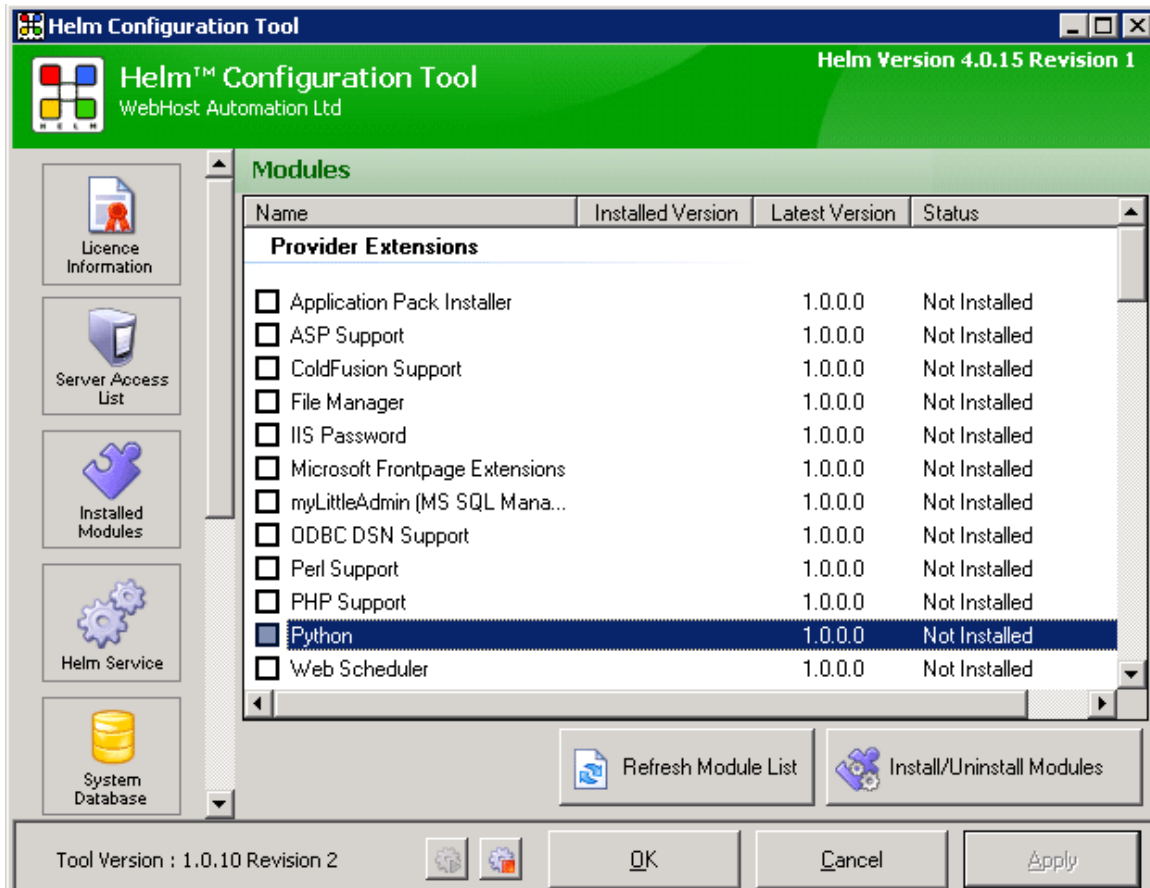 Helm Configuration Tool
Helm™ Configuration Tool
WebHost Automation Ltd
Helm Version 4.0.15 Revision 1
HELM
Licence
Information
Server Access
List
Installed
Modules
Helm Service
System
Database
Modules
Name Installed Version Latest Version Status
Provider Extensions
Application Pack Installer 1.0.0.0 Not Installed
ASP Support 1.0.0.0 Not Installed
ColdFusion Support 1.0.0.0 Not Installed
File Manager 1.0.0.0 Not Installed
IIS Password 1.0.0.0 Not Installed
Microsoft Frontpage Extensions 1.0.0.0 Not Installed
myLittleAdmin (MS SQL Mana... 1.0.0.0 Not Installed
ODBC DSN Support 1.0.0.0 Not Installed
Perl Support 1.0.0.0 Not Installed
PHP Support 1.0.0.0 Not Installed
Python 1.0.0.0 Not Installed
Web Scheduler 1.0.0.0 Not Installed
Refresh Module List Install/Uninstall Modules
Tool Version : 1.0.10 Revision 2 OK Cancel Apply